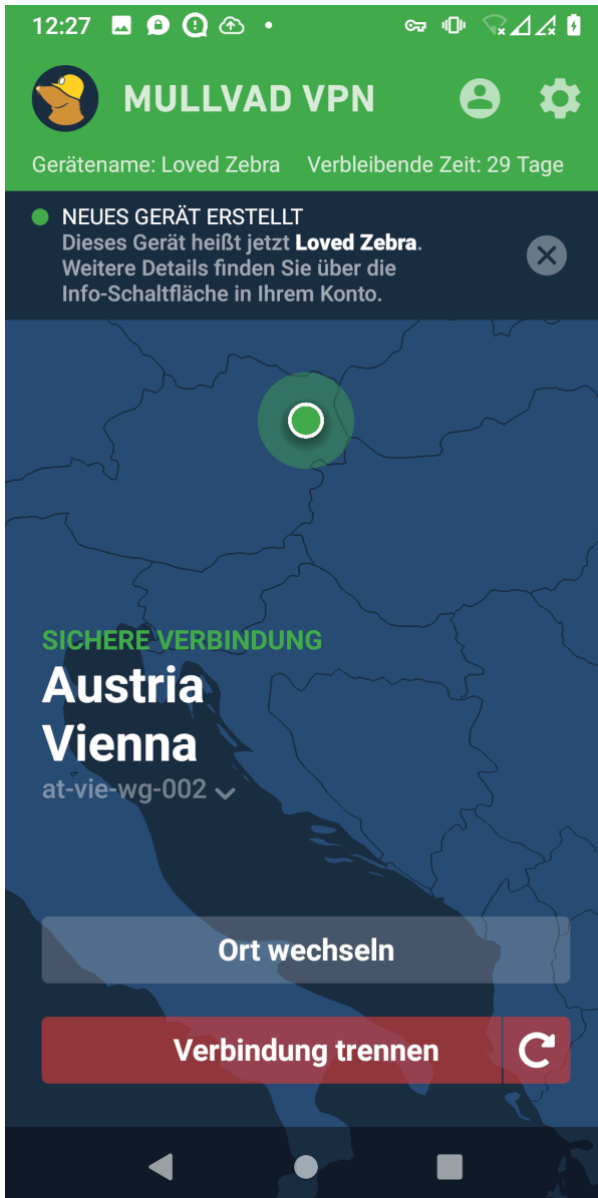 12:27
MULLVAD VPN
Gerätename: Loved Zebra Verbleibende Zeit: 29 Tage
NEUES GERÄT ERSTELLT
Dieses Gerät heißt jetzt Loved Zebra.
Weitere Details finden Sie über die
Info-Schaltfläche in Ihrem Konto.
SICHERE VERBINDUNG
Austria
Vienna
at-vie-wg-002
Ort wechseln
Verbindung trennen